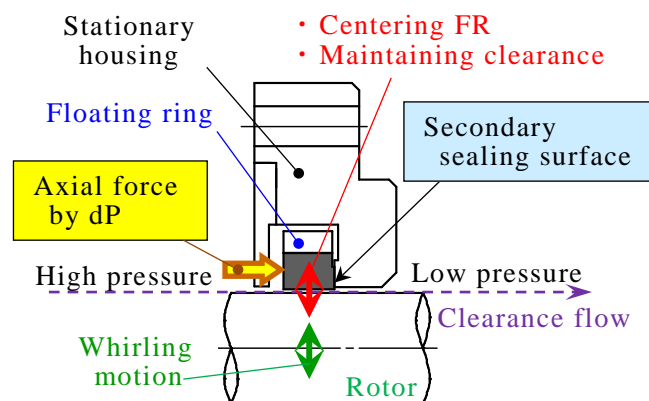 Stationary
housing
・Centering FR
・Maintaining clearance
Floating ring
Secondary
sealing surface
Axial force
by dP
High pressure
Low pressure
Clearance flow
Whirling
motion
Rotor